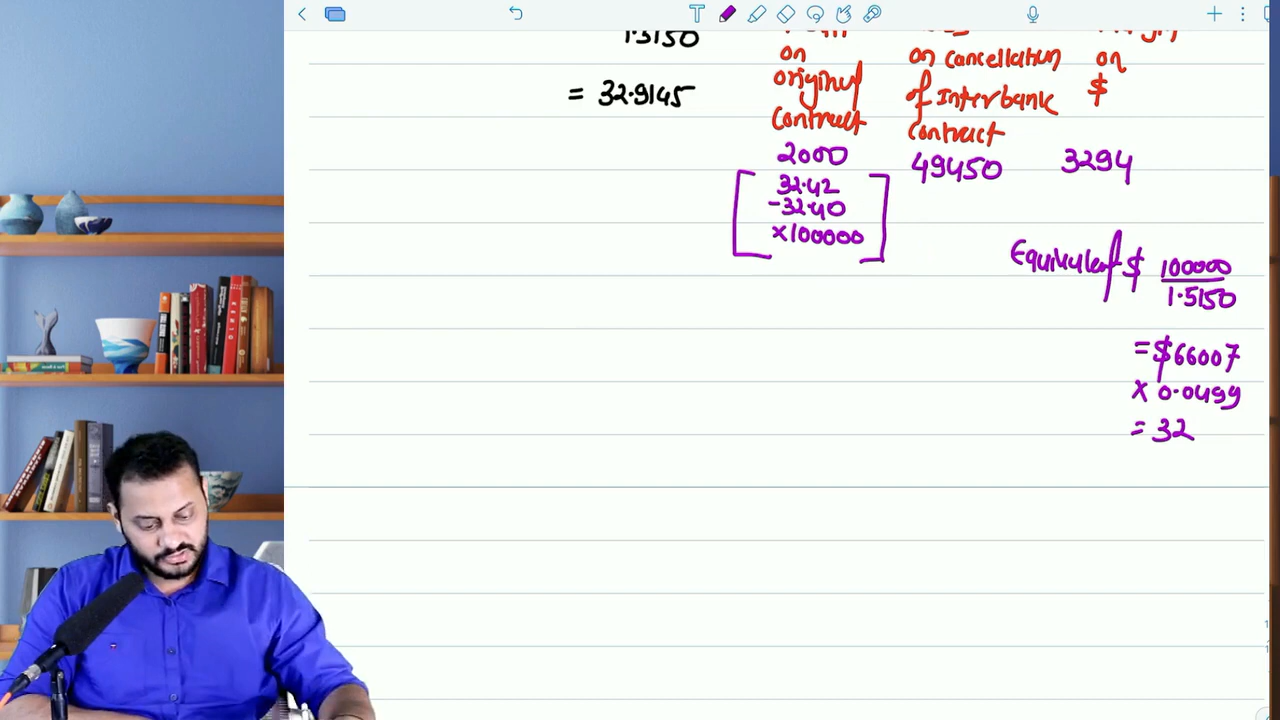 1.5150
= 32.9145
on
original
contract
on cancellation
of Interbank
contract
on
$
2000
49450
3294
32.42
-32.40
×100000
Equivalent $ 100000
1.5150
= $66007
× 0.0499
= 32